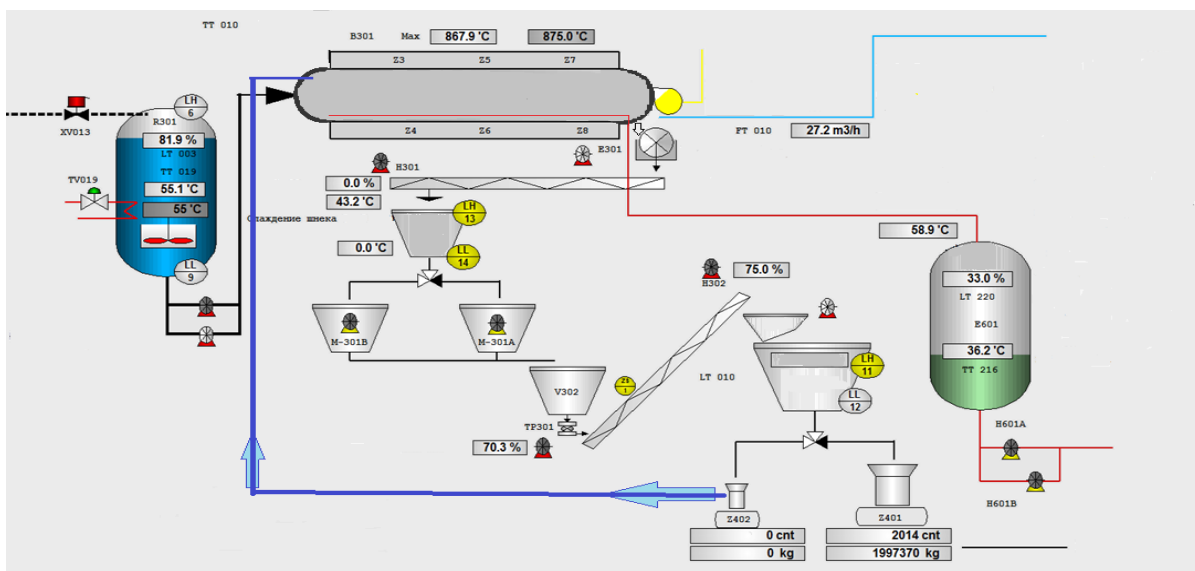 TT 010
B301 Max 867.9 'C 875.0 'C
Z3 Z5 Z7
LH
6
R301
XV013
81.9 %
LT 003
TT 019
TV019
55.1 'C
55 'C
LL
9
Z4 Z6 Z8
E301
FT 010 27.2 m3/h
H301
0.0 %
43.2 'C
LH
13
0.0 'C
LL
14
M-301B
M-301A
V302
TP301
70.3 %
H302
75.0 %
LT 010
LH
11
LL
12
58.9 'C
33.0 %
LT 220
E601
36.2 'C
TT 216
H601A
H601B
Z402
0 cnt
0 kg
Z401
2014 cnt
1997370 kg